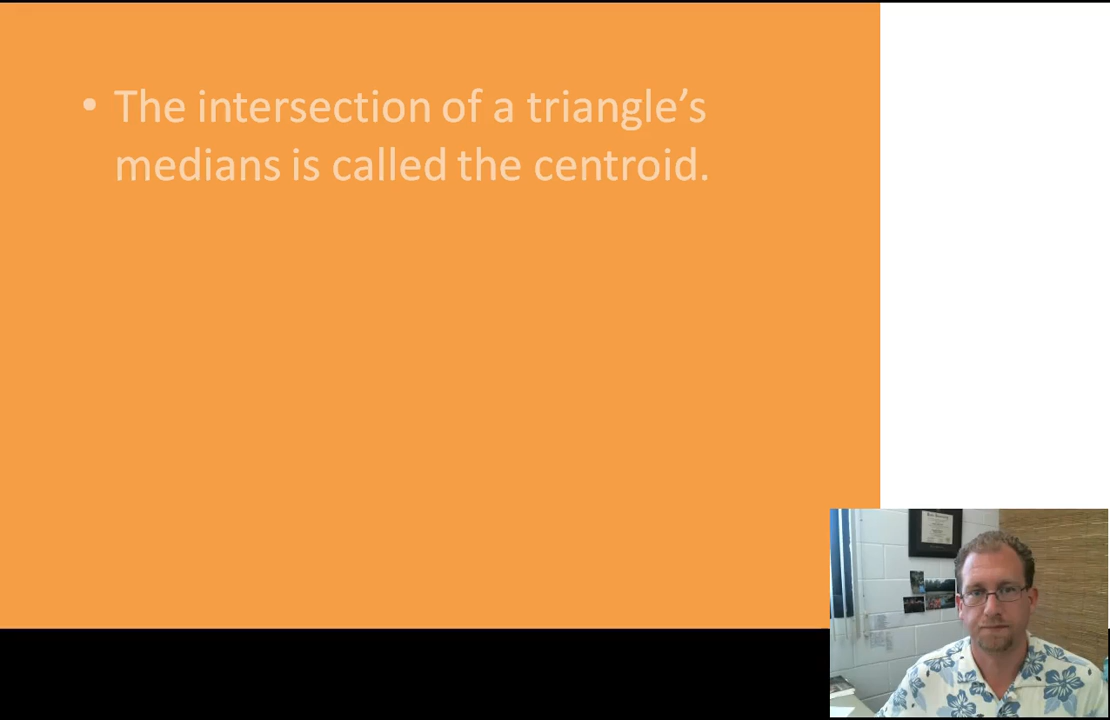 • The intersection of a triangle’s
medians is called the centroid.